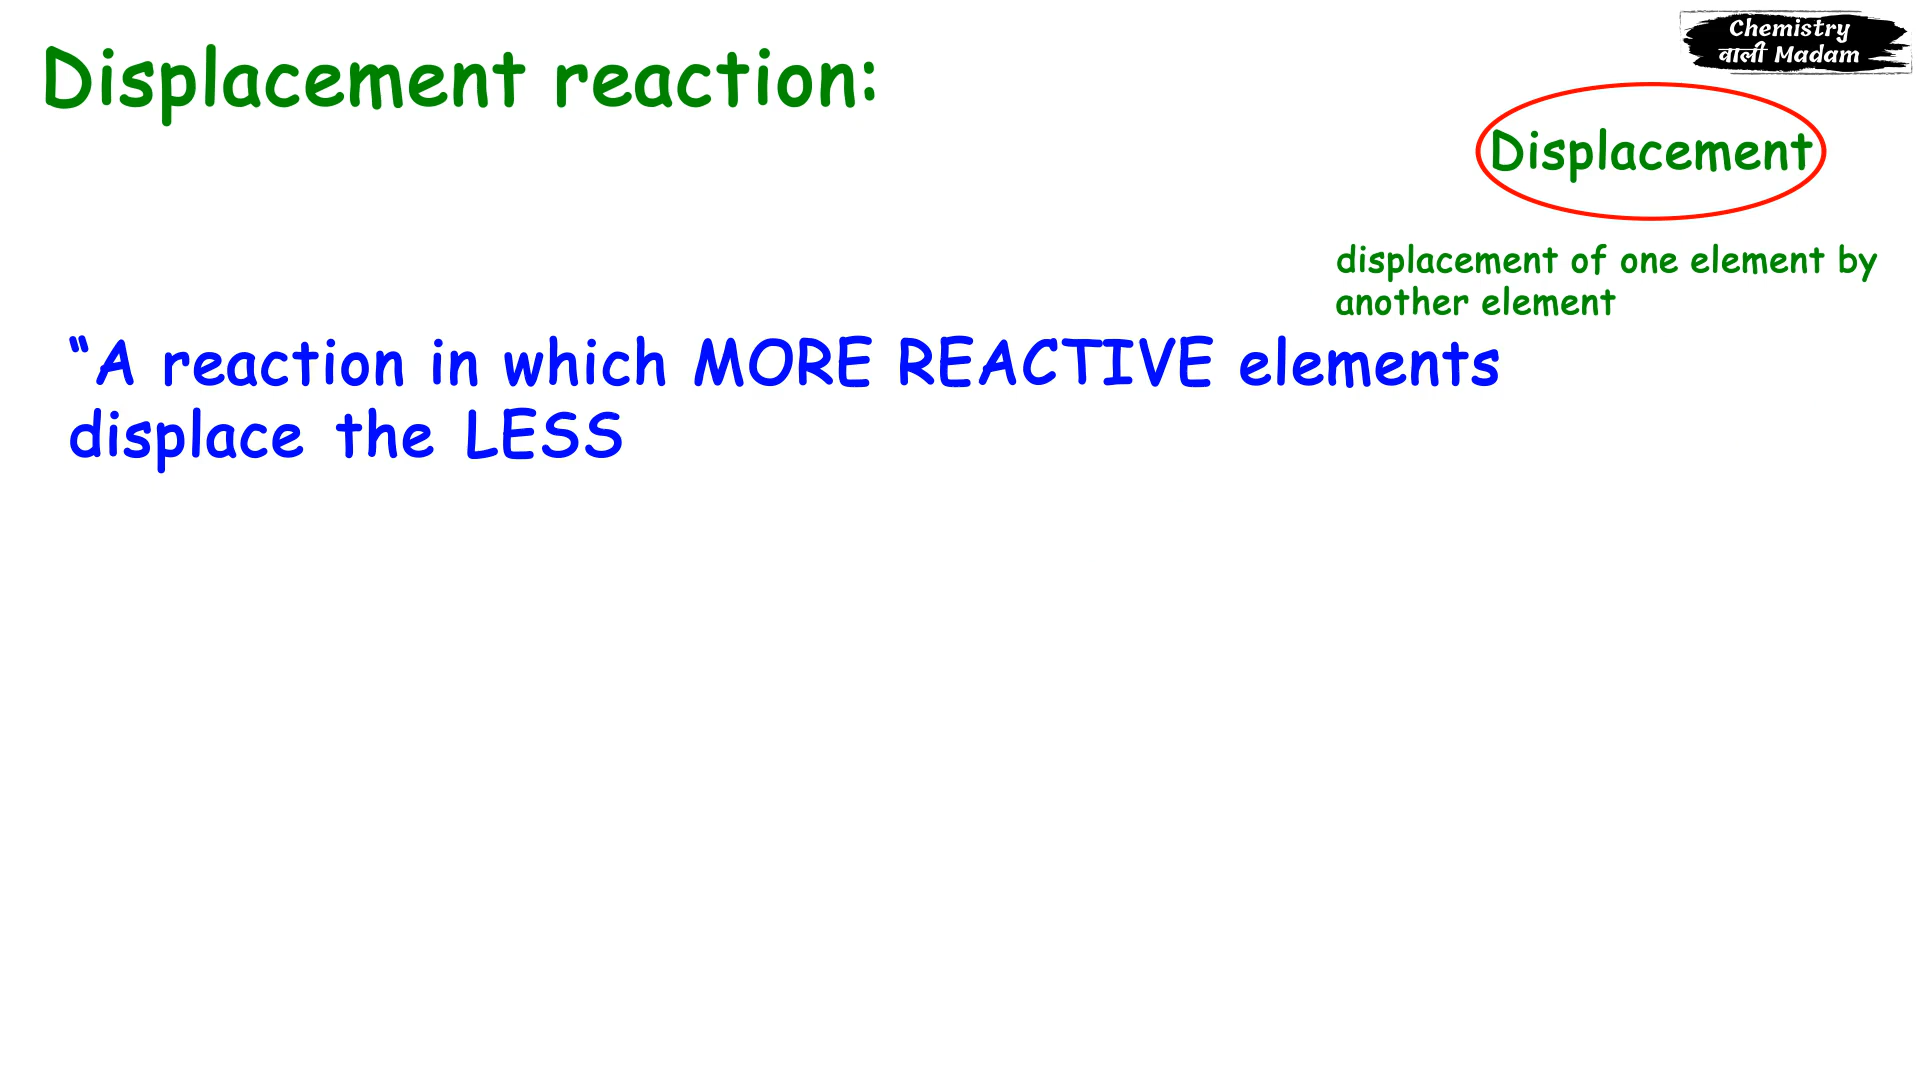 Chemistry
वाली Madam
Displacement reaction:
Displacement
displacement of one element by
another element
“A reaction in which MORE REACTIVE elements
displace the LESS